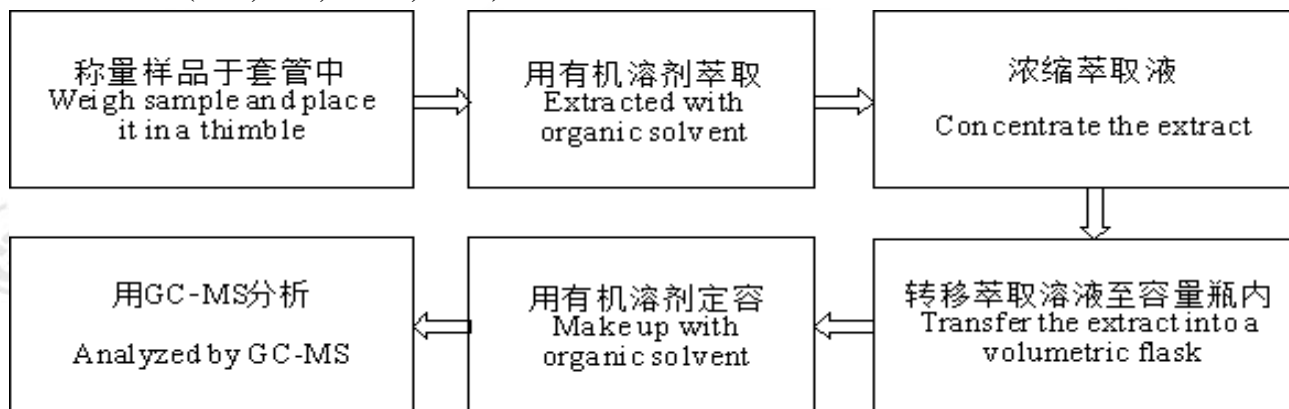 称量样品于套管中
Weigh sample and place
it in a thimble
用有机溶剂萃取
Extracted with
organic solvent
浓缩萃取液
Concentrate the extract
转移萃取溶液至容量瓶内
Transfer the extract into a
volumetric flask
用有机溶剂定容
Make up with
organic solvent
用GC-MS分析
Analyzed by GC-MS